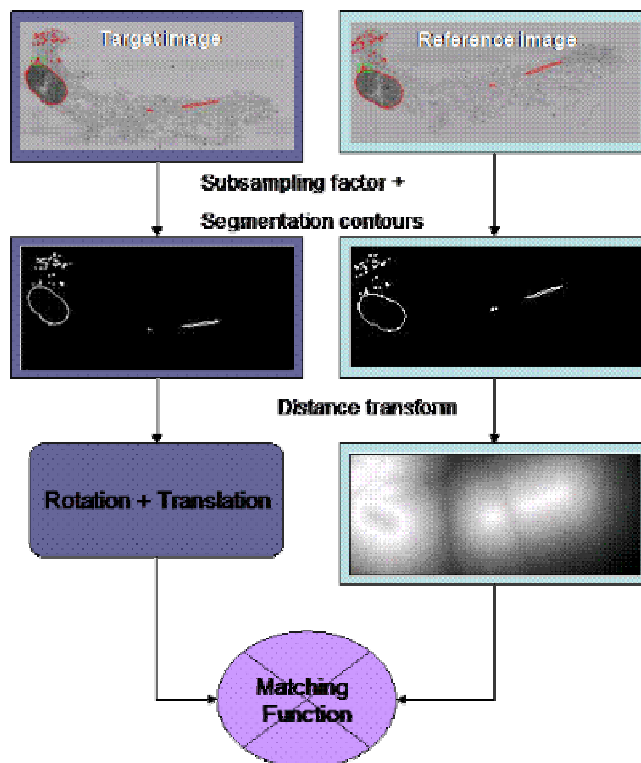 Target image
Reference image
Subsampling factor +
Segmentation contours
Distance transform
Rotation + Translation
Matching
Function